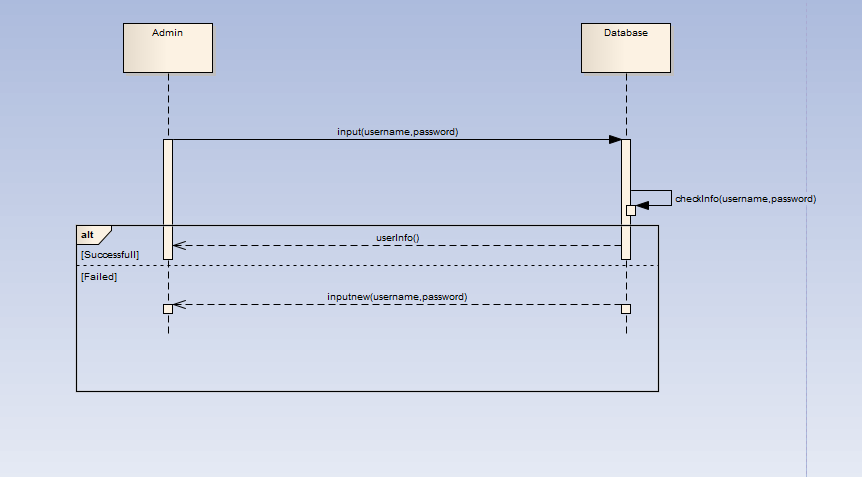 Admin
Database
input(username,password)
checkInfo(username,password)
alt
userInfo()
[Successfull]
[Failed]
inputnew(username,password)